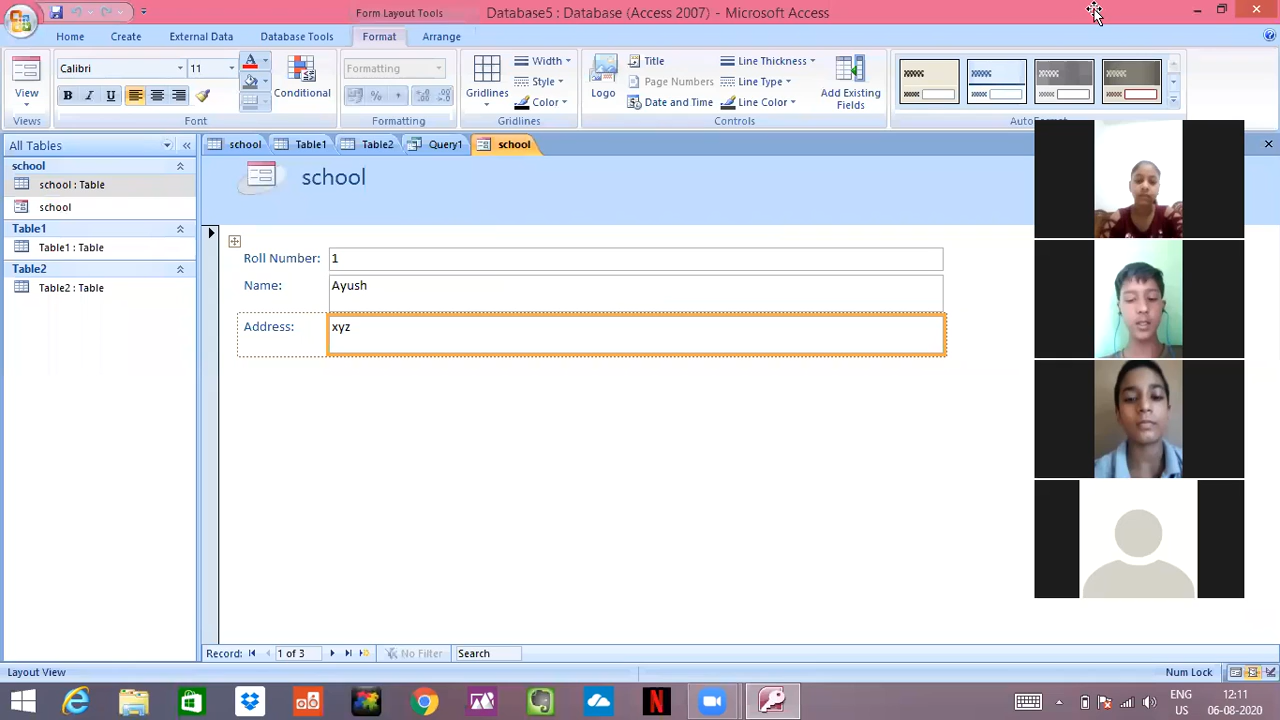 Form Layout Tools
Database5 : Database (Access 2007) - Microsoft Access
Home Create External Data Database Tools Format Arrange
Calibri 11 Formatting Width Title Line Thickness
Style Page Numbers Line Type
View B I U Conditional % , Gridlines Color Logo Date and Time Line Color Add Existing Fields
Views Font Formatting Gridlines Controls AutoFormat
All Tables « school Table1 Table2 Query1 school
school
school : Table
school
Table1
Table1 : Table
Table2
Table2 : Table
school
Roll Number: 1
Name: Ayush
Address: xyz
Record: 1 of 3 No Filter Search
Layout View Num Lock
ENG 12:11
US 06-08-2020